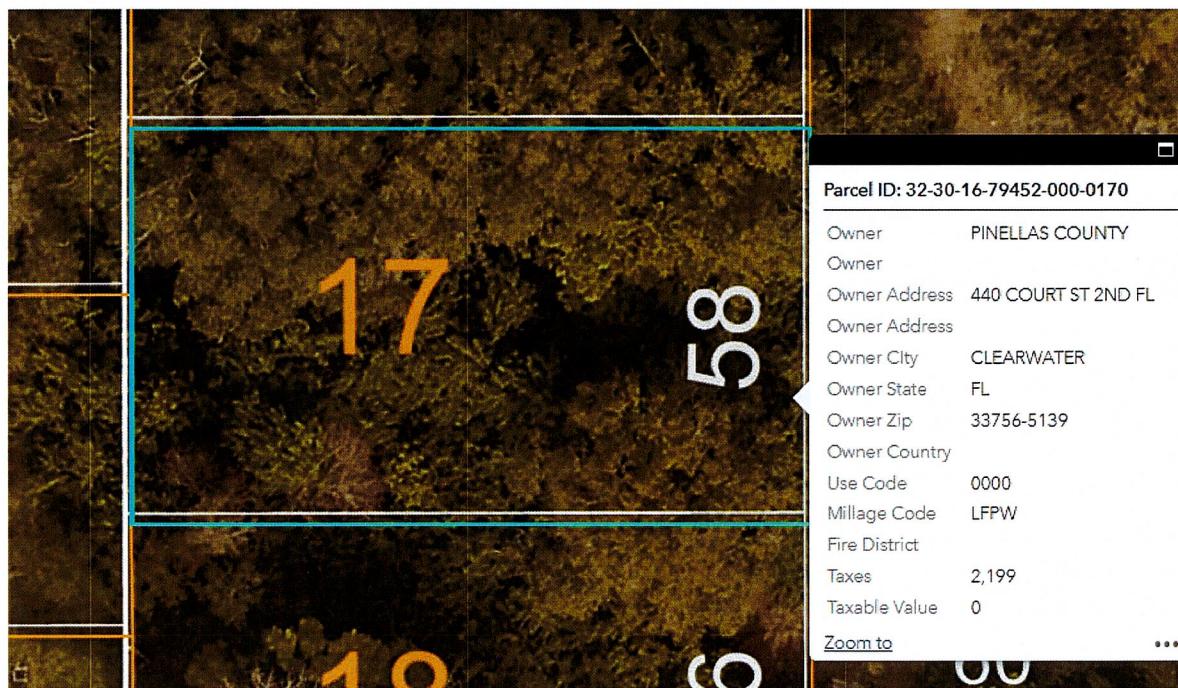 17
58
Parcel ID: 32-30-16-79452-000-0170
Owner PINELLAS COUNTY
Owner
Owner Address 440 COURT ST 2ND FL
Owner Address
Owner CIty CLEARWATER
Owner State FL
Owner Zip 33756-5139
Owner Country
Use Code 0000
Millage Code LFPW
Fire District
Taxes 2,199
Taxable Value 0
Zoom to
18
60